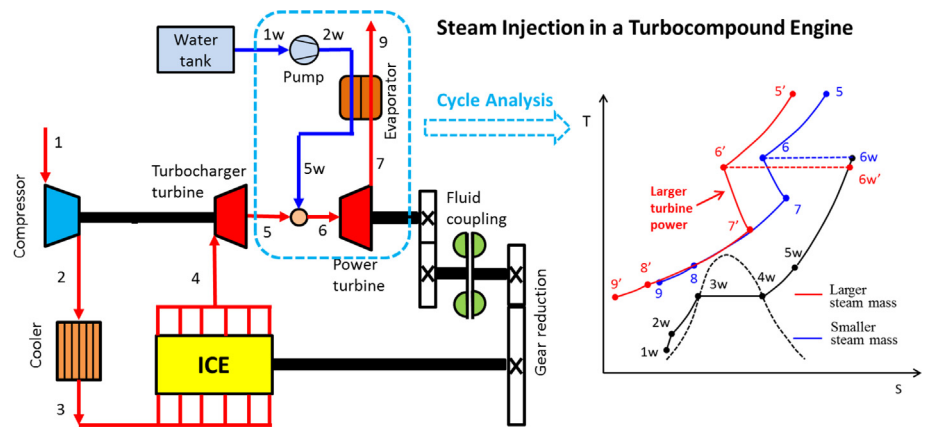 Steam Injection in a Turbocompound Engine
Water
tank
1w
2w
9
Pump
Evaporator
Cycle Analysis
1
5w
7
Turbocharger
turbine
Compressor
5
6
Fluid
coupling
2
4
Power
turbine
Cooler
ICE
Gear reduction
3
T
5'
5
6'
6
6w
6w'
Larger
turbine
power
7
7'
5w
8'
8
9'
9
3w
4w
2w
1w
Larger
steam mass
Smaller
steam mass
S